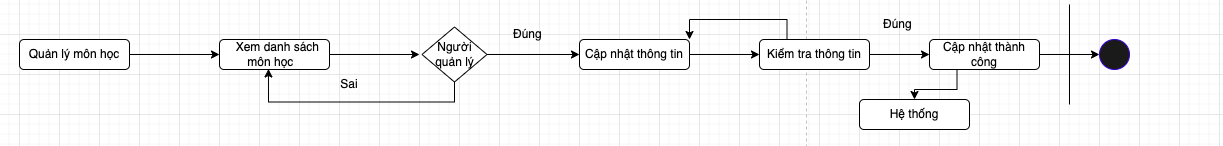 Quản lý môn học
Xem danh sách
môn học
Sai
Người
quản lý
Đúng
Cập nhật thông tin
Kiểm tra thông tin
Đúng
Cập nhật thành
công
Hệ thống